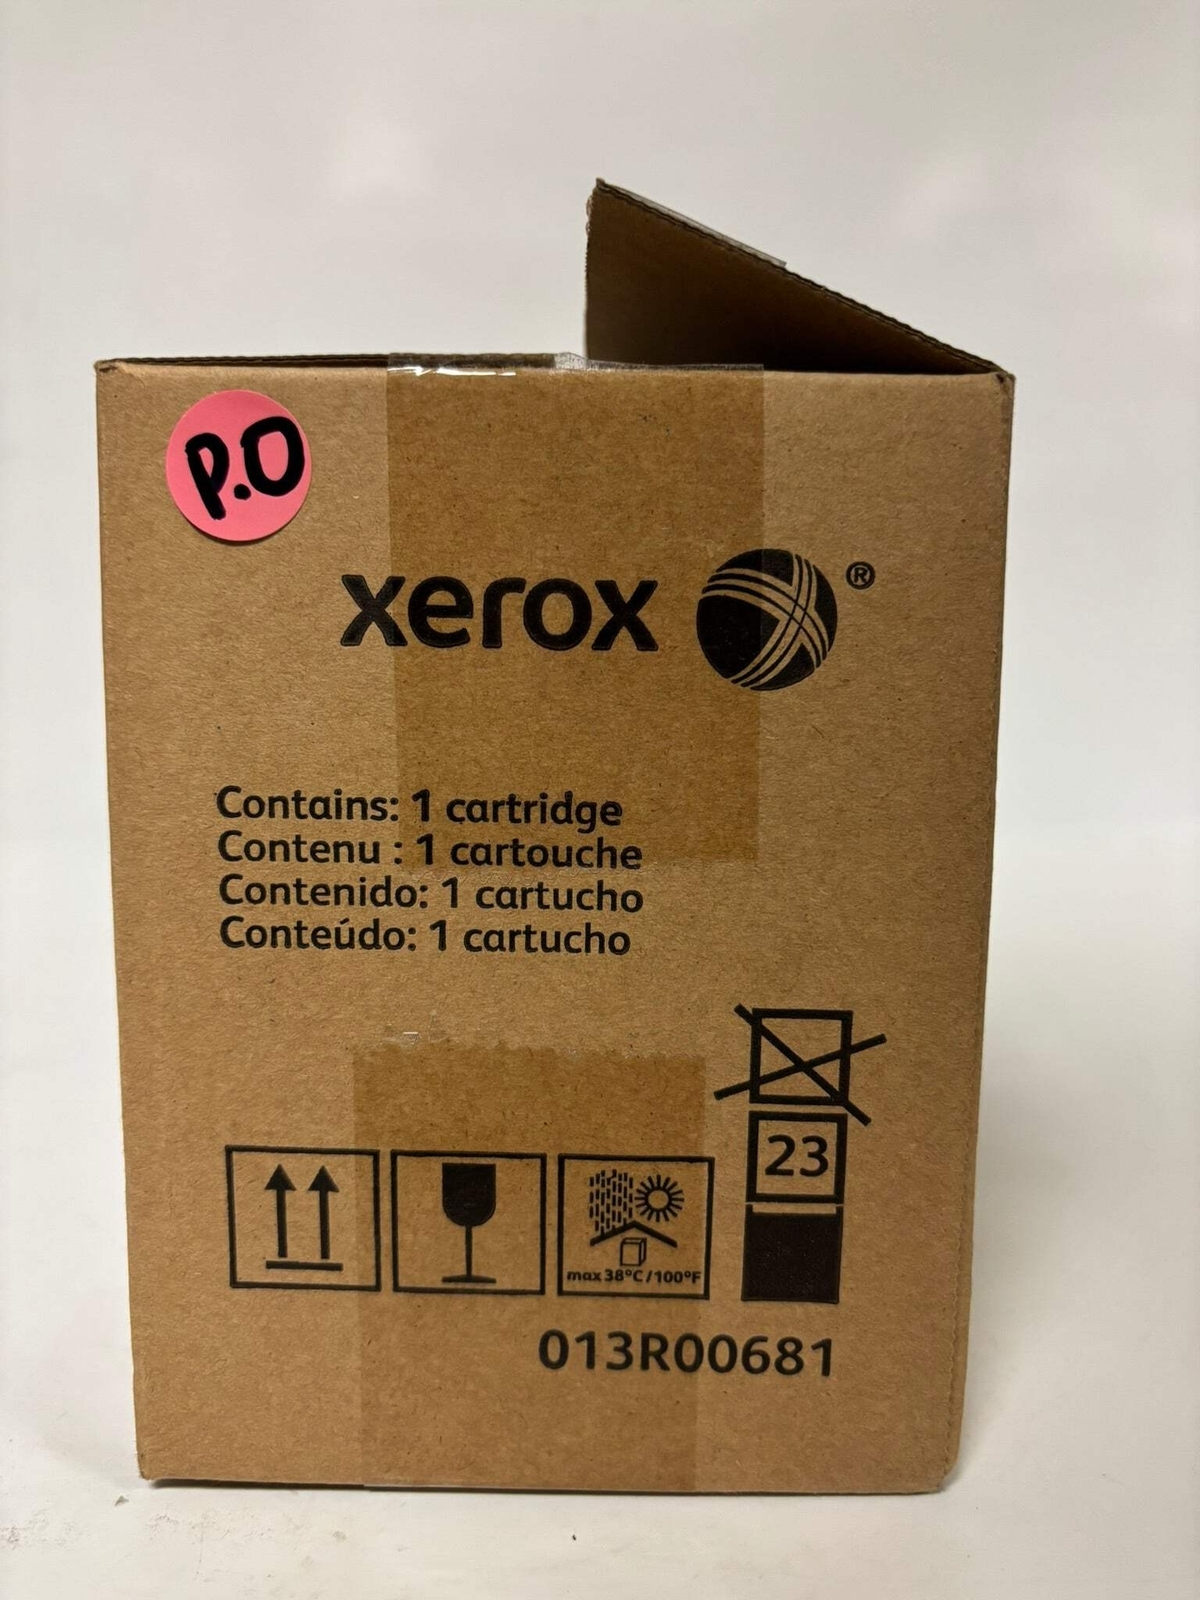 P.O
xerox ®
Contains: 1 cartridge
Contenu : 1 cartouche
Contenido: 1 cartucho
Conteúdo: 1 cartucho
23
max 38°C/100°F
013R00681